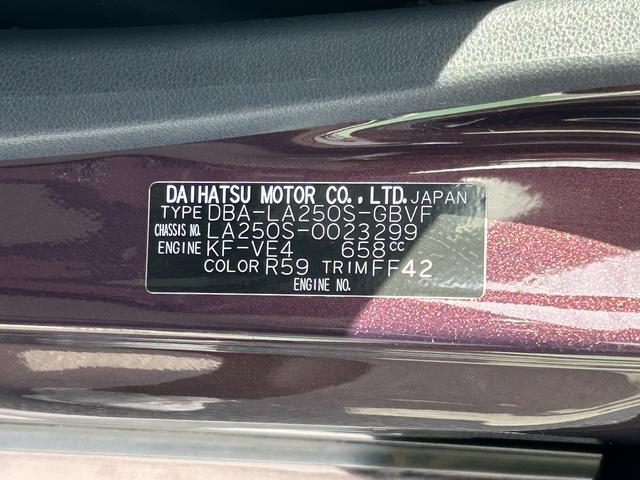 DAIHATSU MOTOR CO., LTD. JAPAN
TYPE DBA-LA250S-GBVF
CHASSIS NO. LA250S-0023299
ENGINE KF-VE4 658CC
COLOR R59 TRIM FF42
ENGINE NO.